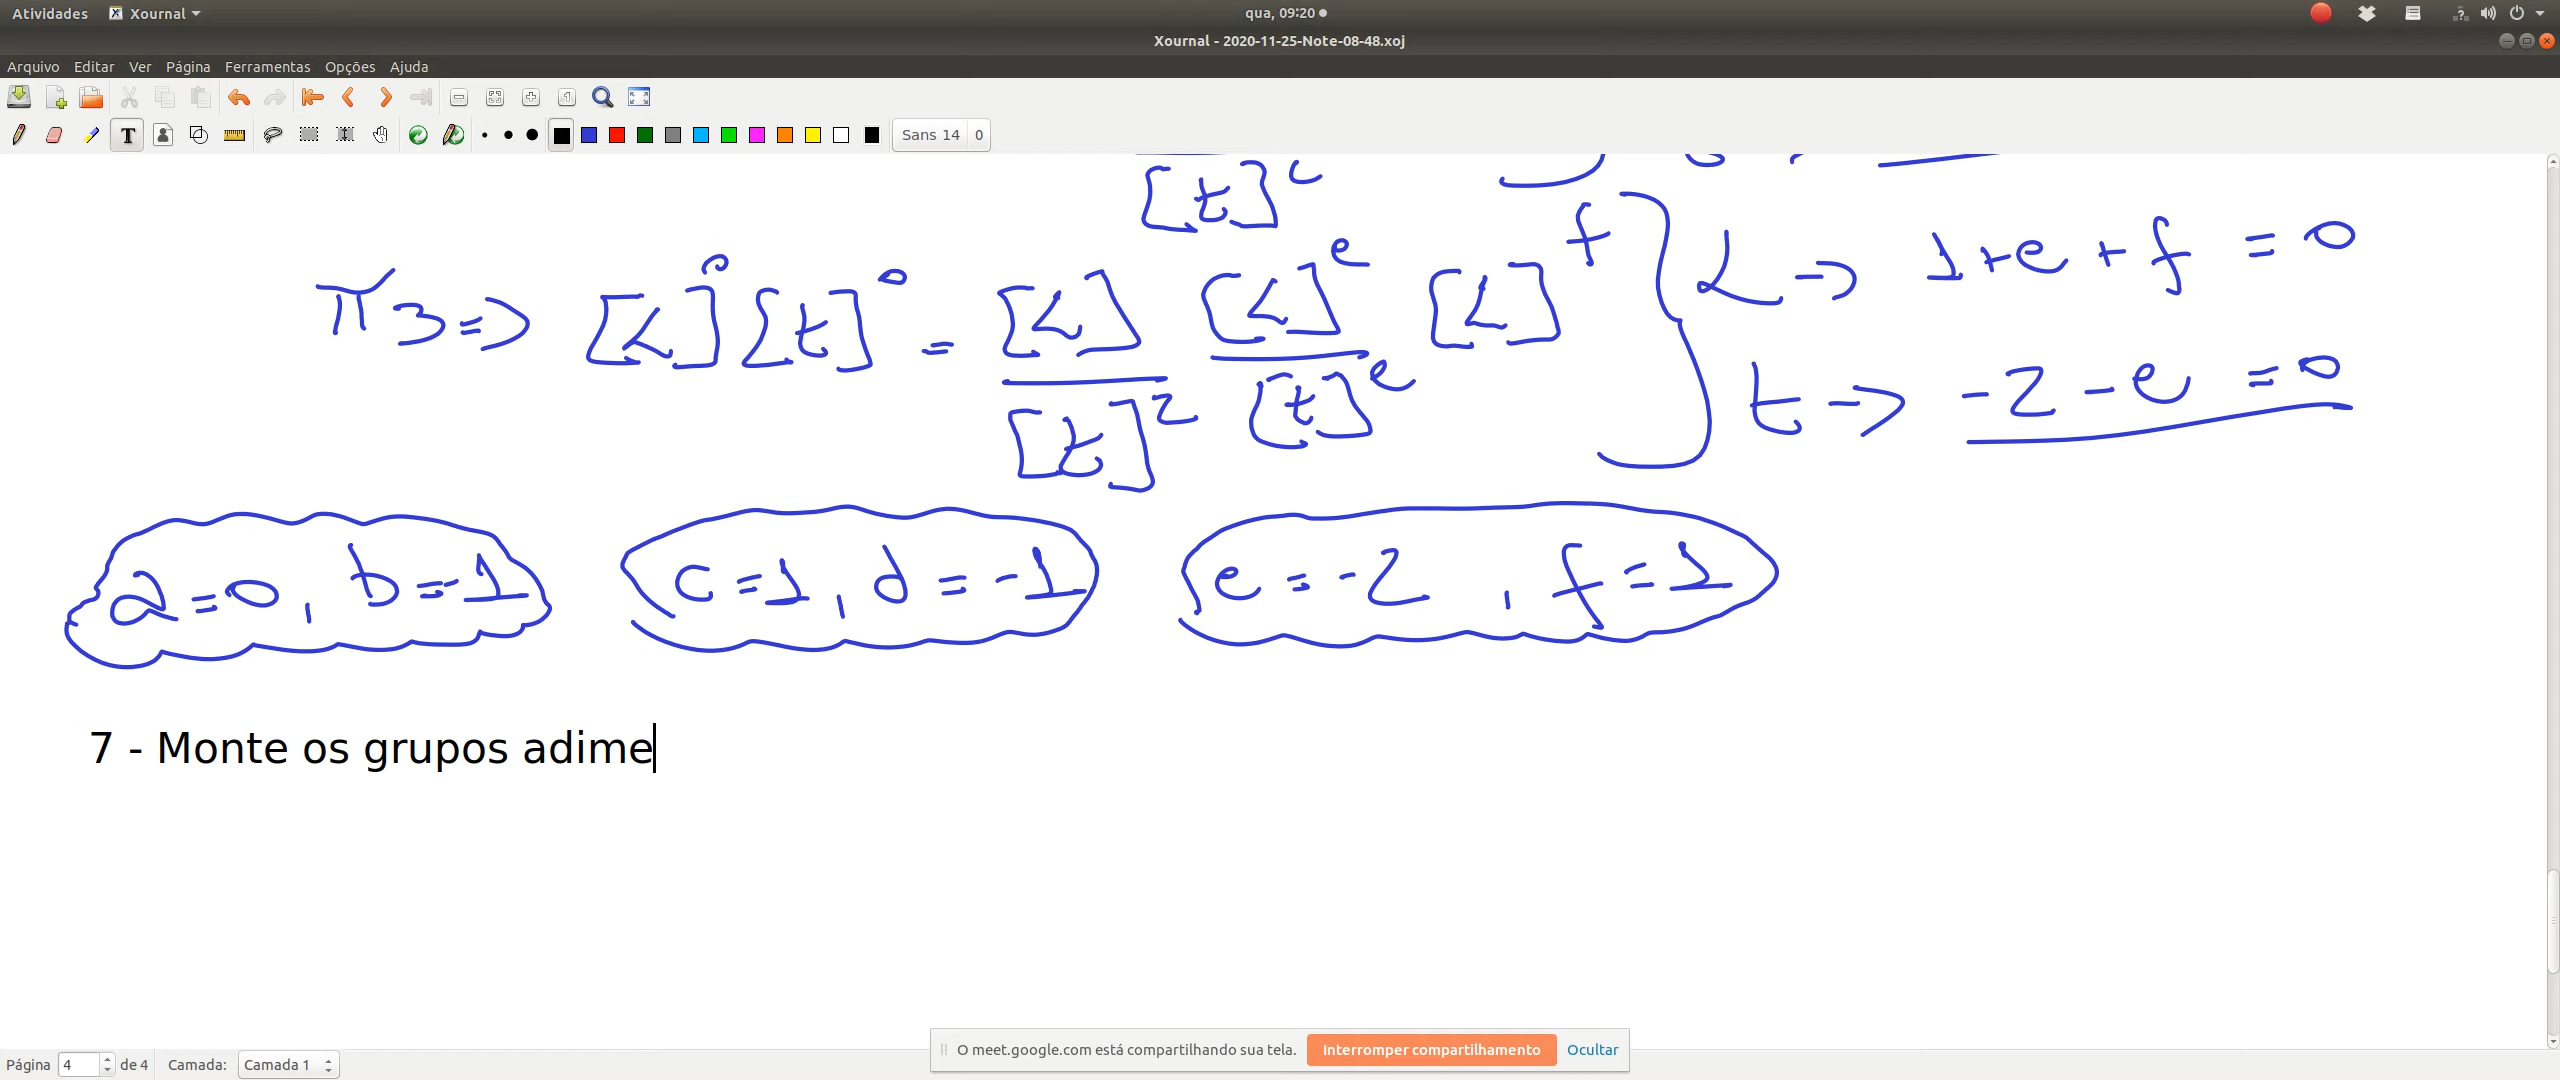 Atividades Xournal qua, 09:20
Xournal - 2020-11-25-Note-08-48.xoj
Arquivo Editar Ver Página Ferramentas Opções Ajuda
T Sans 14 0
[t]^c
π3 => [L]^0 [t]^0 = [L] / [t]^2 [L]^e / [t]^e [L]^f
L -> 1+e+f = 0
t -> -2 - e = 0
a=0, b=-1 c=1, d=-1 e=-2, f=1
7 - Monte os grupos adime
O meet.google.com está compartilhando sua tela. Interromper compartilhamento Ocultar
Página 4 de 4 Camada: Camada 1